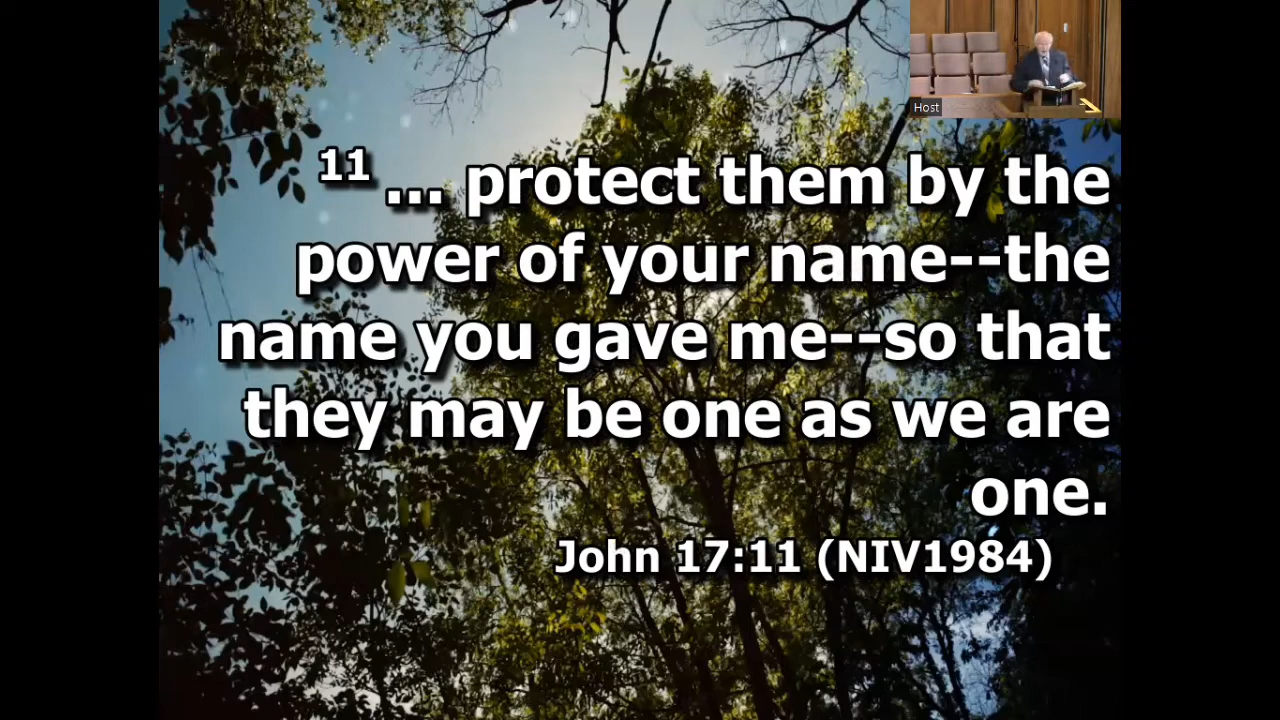 Host
11 ... protect them by the
power of your name--the
name you gave me--so that
they may be one as we are
one.
John 17:11 (NIV1984)